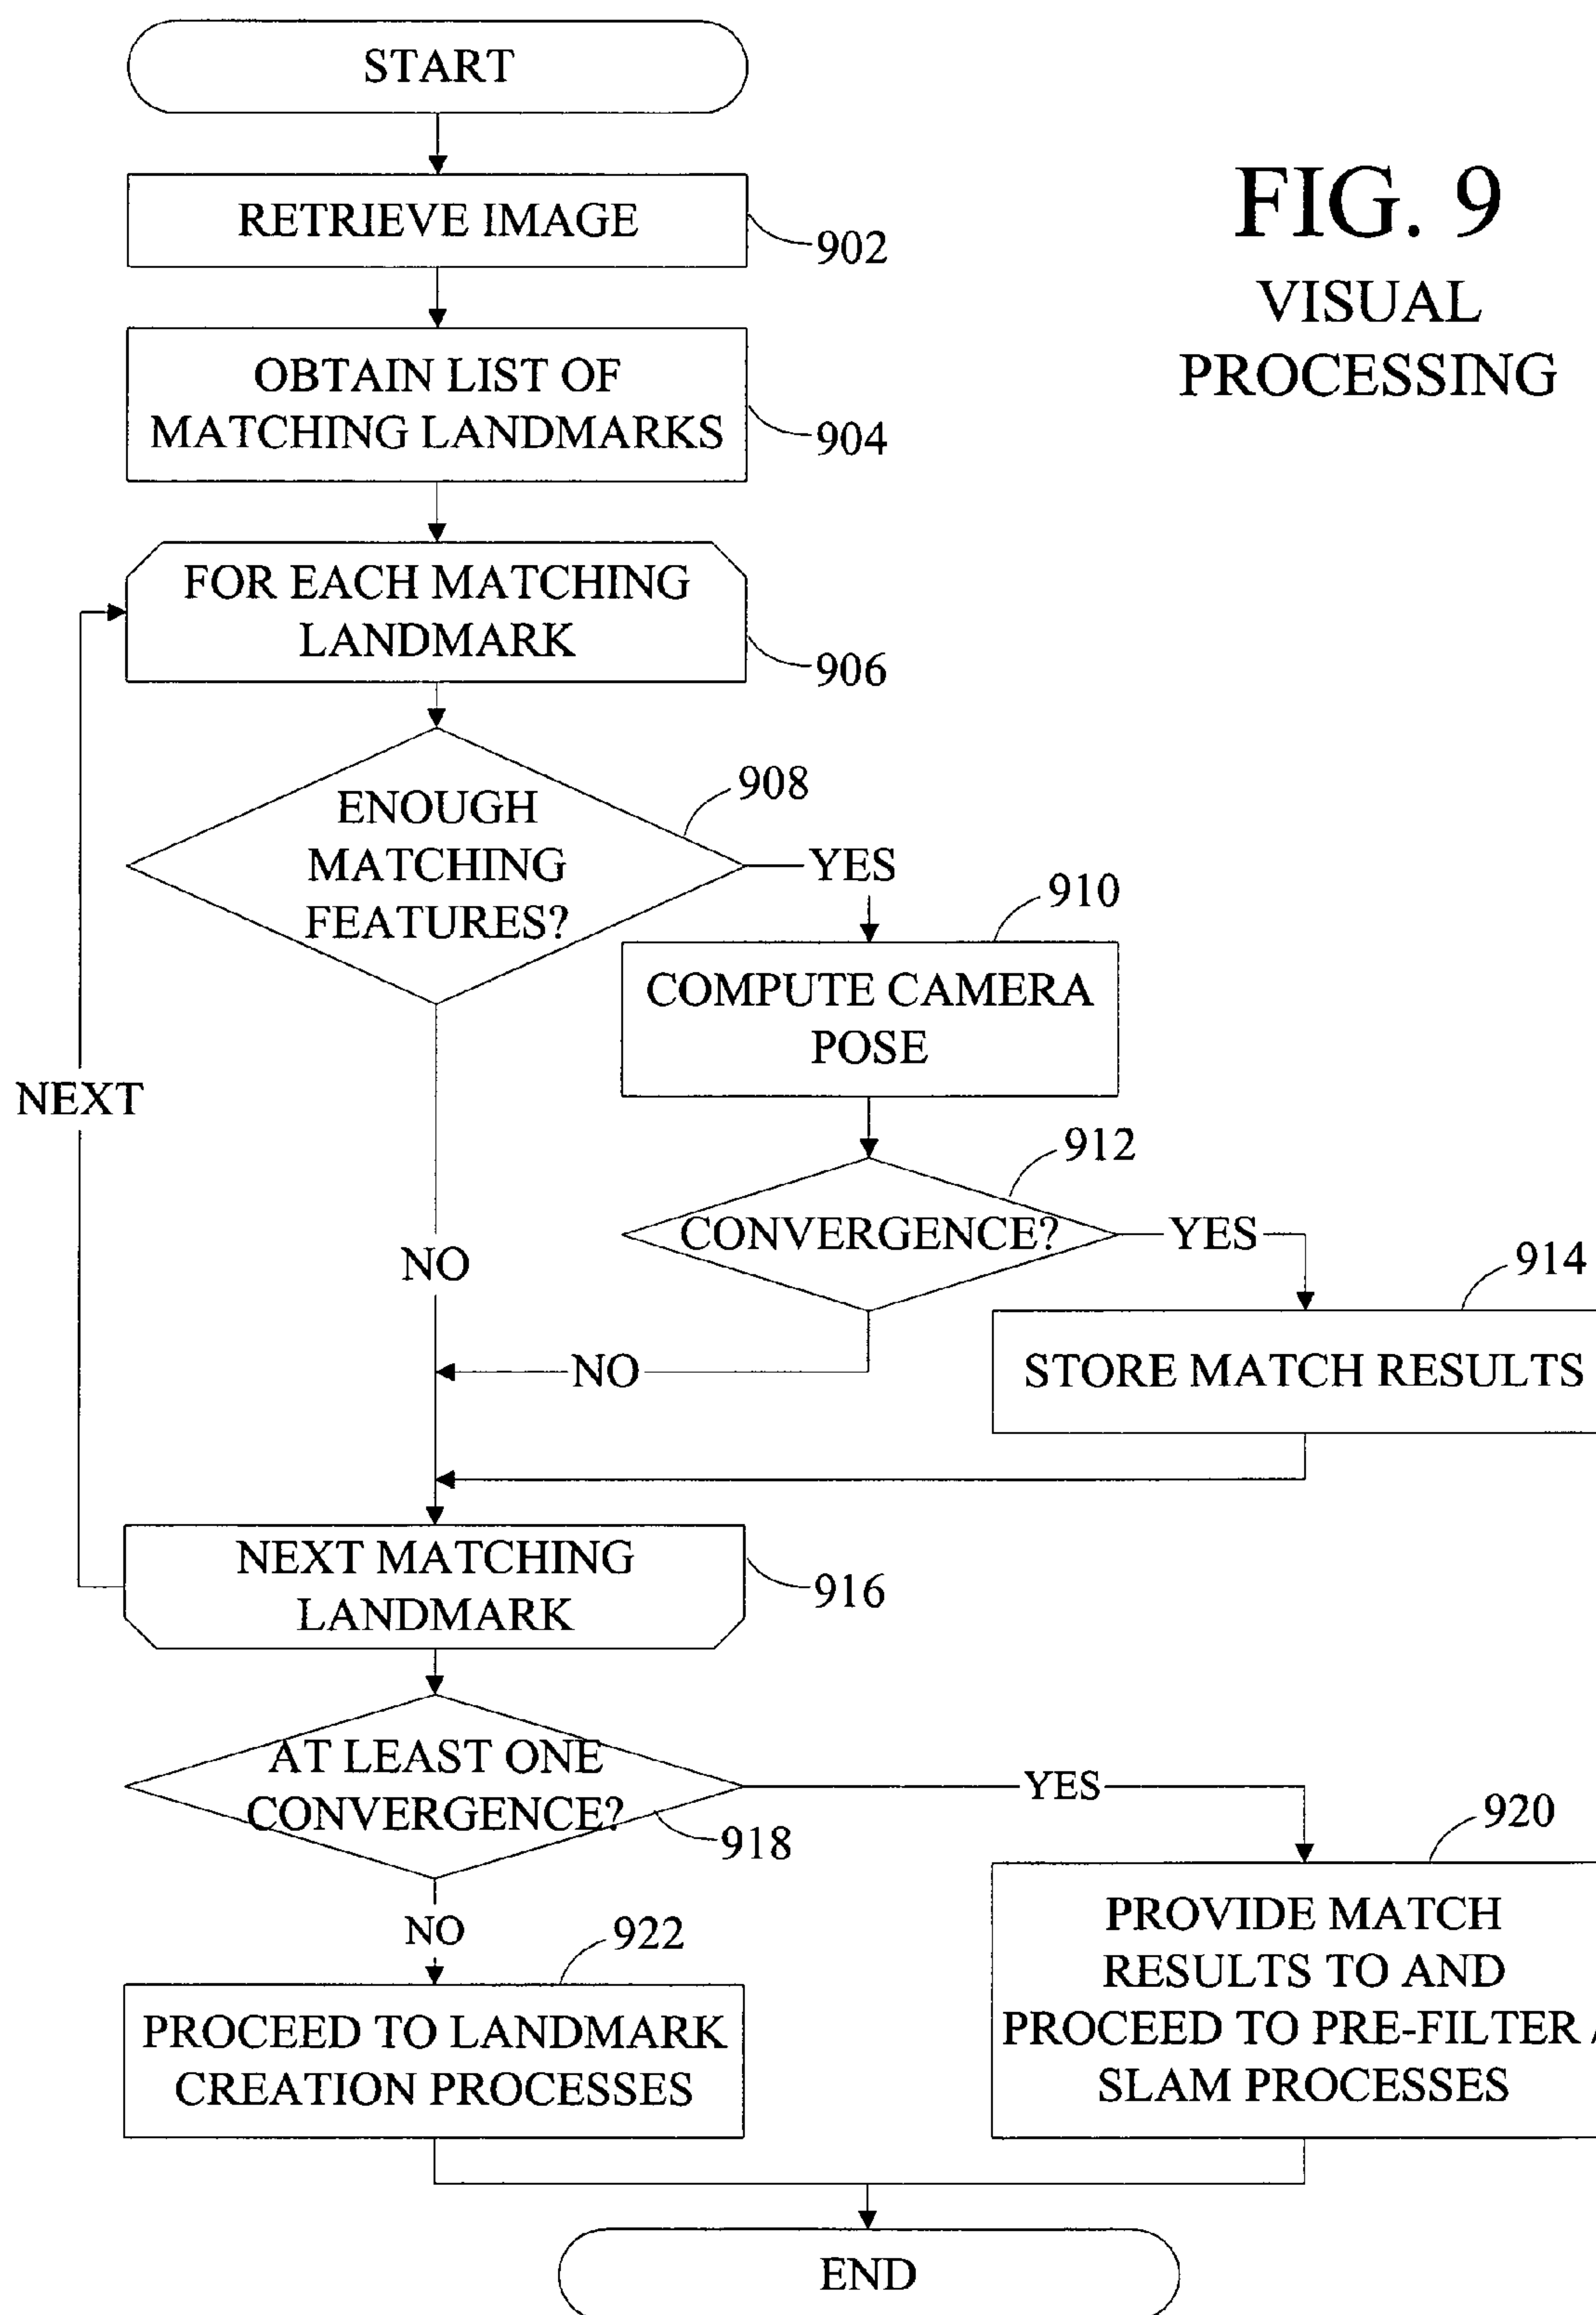 START
FIG. 9
VISUAL
PROCESSING
RETRIEVE IMAGE
902
OBTAIN LIST OF
MATCHING LANDMARKS
904
FOR EACH MATCHING
LANDMARK
906
ENOUGH
MATCHING
FEATURES?
908
YES
910
COMPUTE CAMERA
POSE
NEXT
912
CONVERGENCE?
YES
NO
914
STORE MATCH RESULTS
NO
NEXT MATCHING
LANDMARK
916
AT LEAST ONE
CONVERGENCE?
918
YES
920
PROVIDE MATCH
RESULTS TO AND
PROCEED TO PRE-FILTER /
SLAM PROCESSES
NO
922
PROCEED TO LANDMARK
CREATION PROCESSES
END